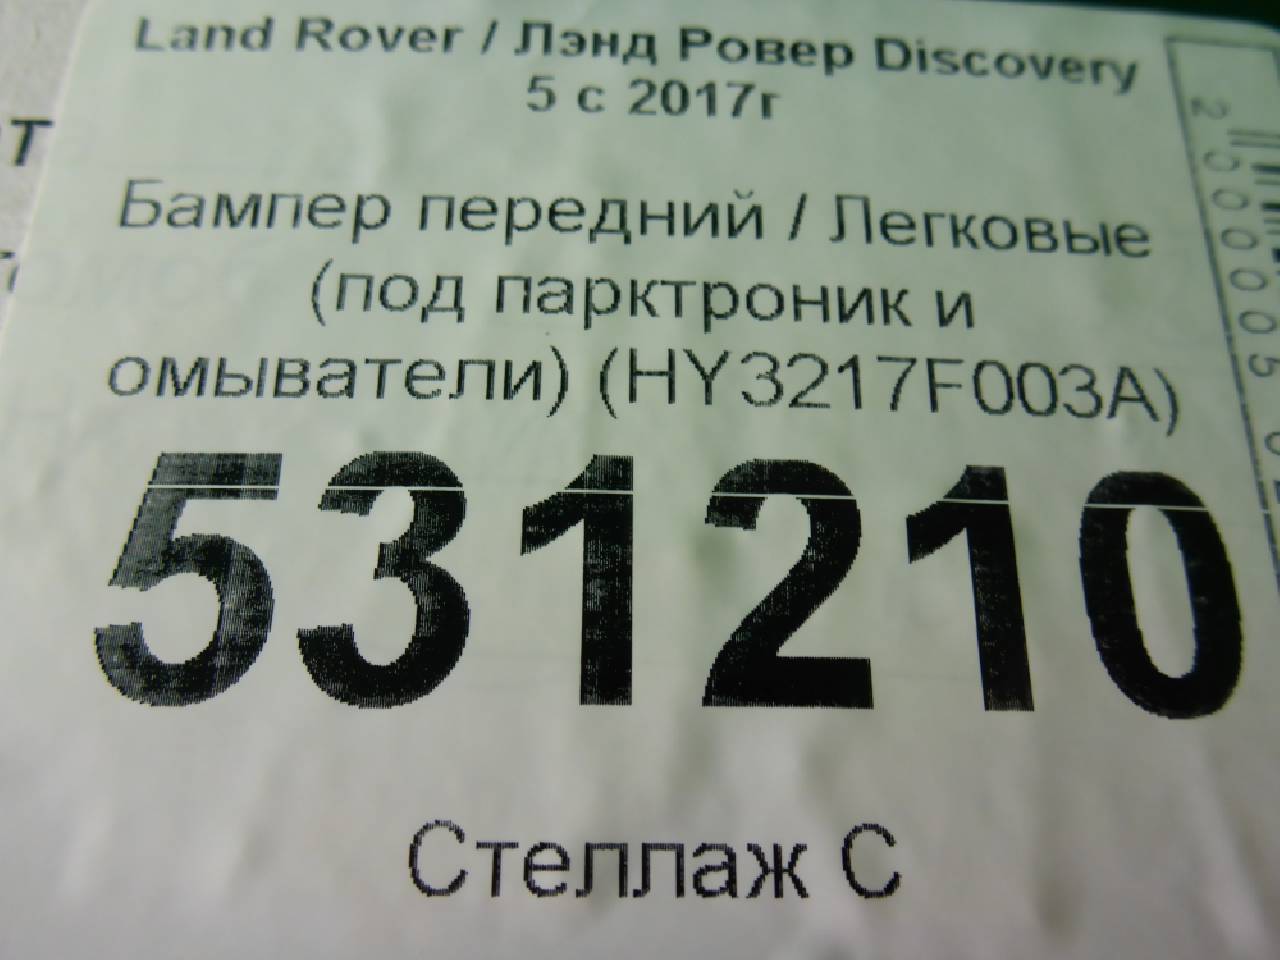 Land Rover / Лэнд Ровер Discovery
5 с 2017г
Бампер передний / Легковые
(под парктроник и
омыватели) (HY3217F003A)
531210
Стеллаж С